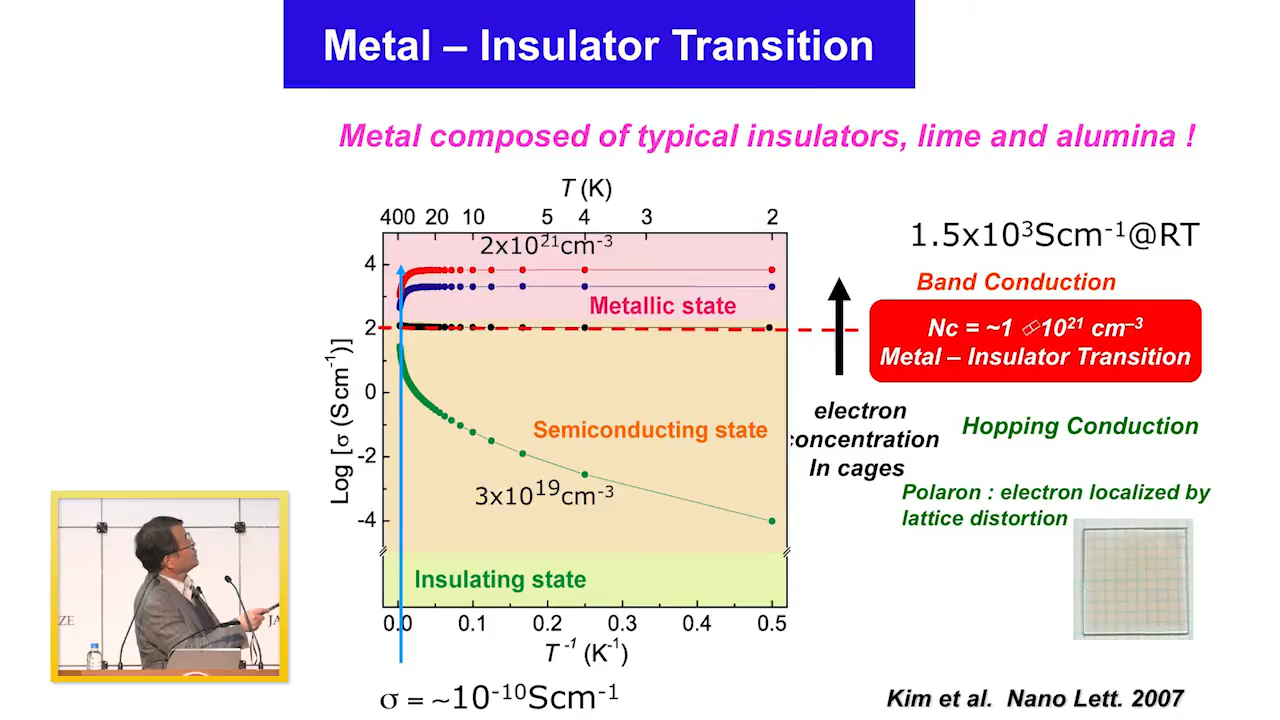 Metal – Insulator Transition
Metal composed of typical insulators, lime and alumina !
T (K)
400 20 10 5 4 3 2
2x10²¹cm⁻³
1.5x10³Scm⁻¹@RT
Band Conduction
Metallic state
Nc = ~1 10²¹ cm⁻³
Metal – Insulator Transition
4
2
0
-2
-4
Log [σ (Scm⁻¹)]
Semiconducting state
electron
concentration
In cages
Hopping Conduction
3x10¹⁹cm⁻³
Polaron : electron localized by
lattice distortion
Insulating state
0.0 0.1 0.2 0.3 0.4 0.5
T⁻¹ (K⁻¹)
σ = ~10⁻¹⁰Scm⁻¹
Kim et al. Nano Lett. 2007
ZE
JA